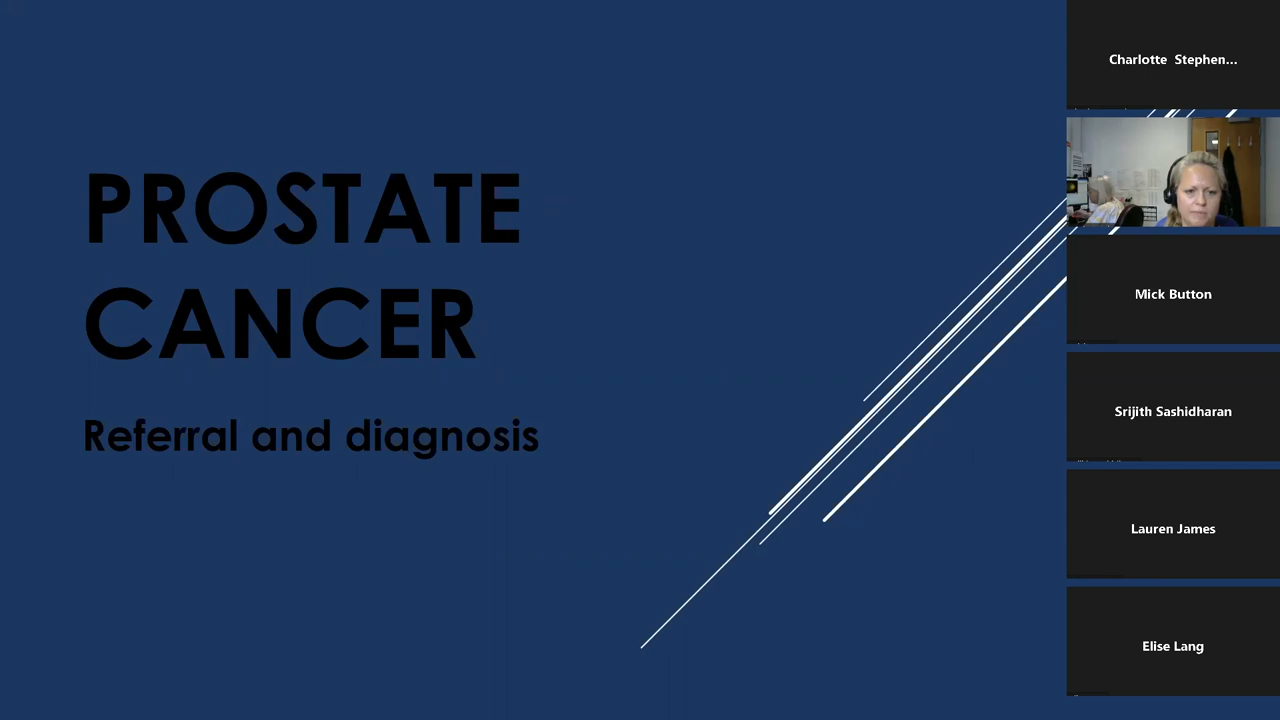 PROSTATE
CANCER
Referral and diagnosis
Charlotte Stephen...
Mick Button
Srijith Sashidharan
Lauren James
Elise Lang